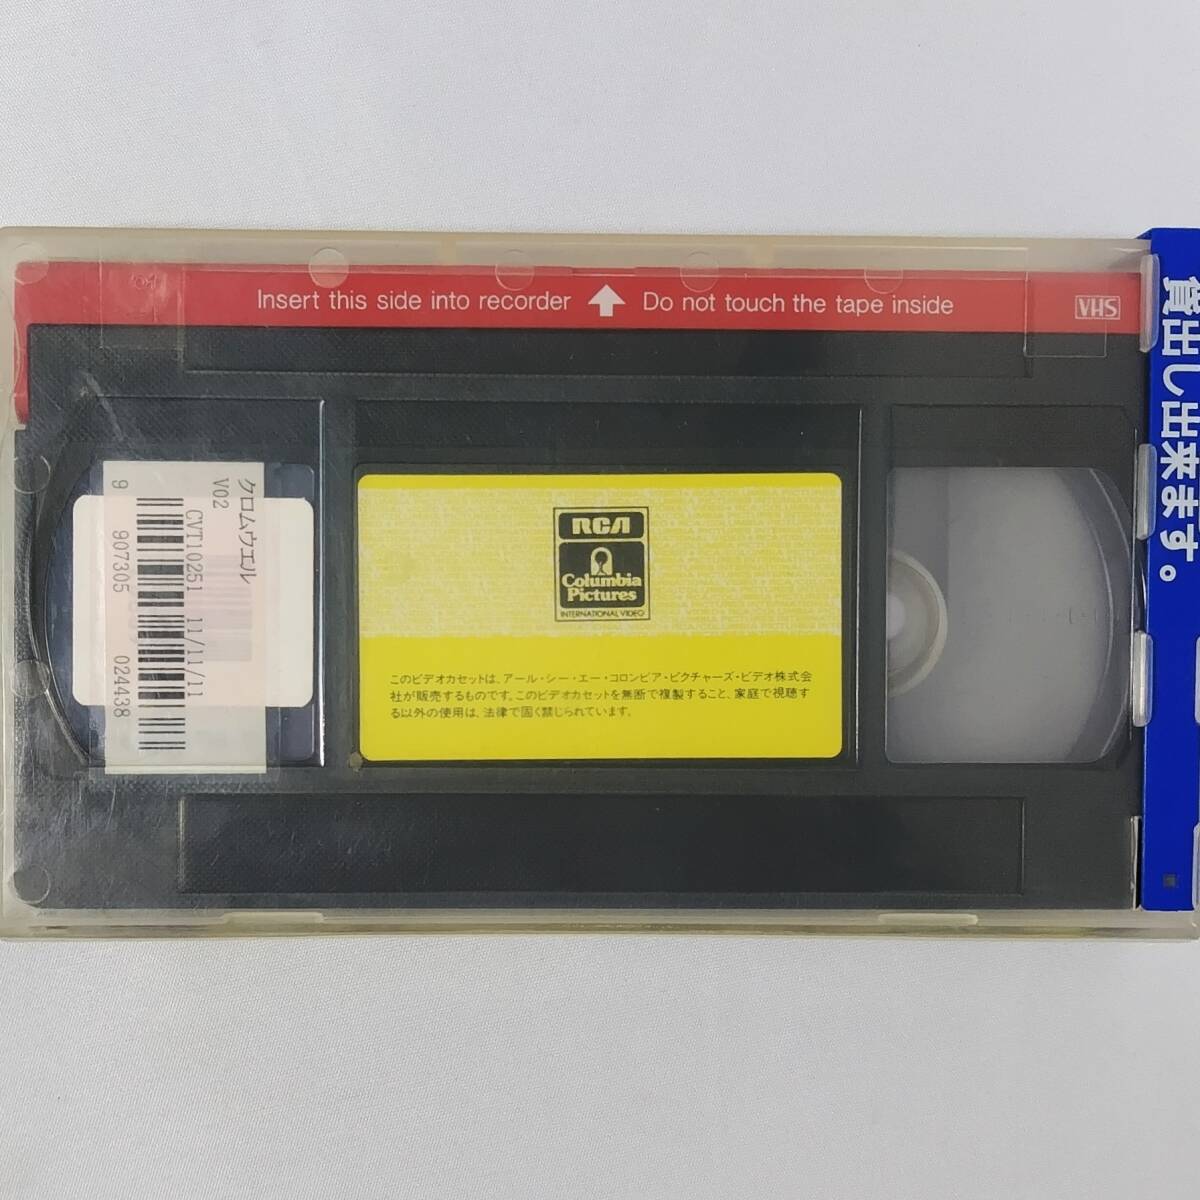 Insert this side into recorder Do not touch the tape inside
VHS
貸出し出来ます。
クロムウエル
V02
CVT10251 11/11/11
9 907305 024438
RCA
Columbia
Pictures
INTERNATIONAL VIDEO
このビデオカセットは、アール・シー・エー・コロンビア・ピクチャーズ・ビデオ株式会
社が販売するものです。このビデオカセットを無断で複製すること、家庭で視聴す
る以外の使用は、法律で固く禁じられています。